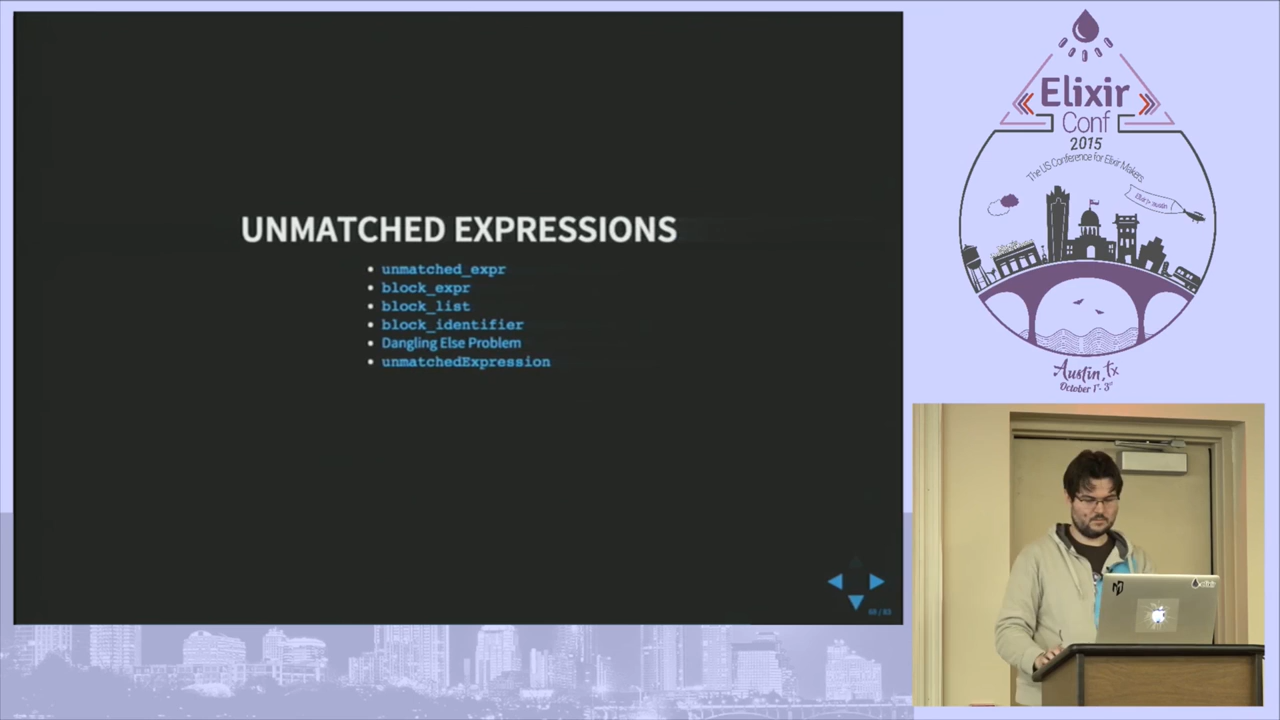 UNMATCHED EXPRESSIONS
unmatched_expr
block_expr
block_list
block_identifier
Dangling Else Problem
unmatchedExpression
Elixir
Conf
2015
The US Conference for Elixir Makers
Austin, Tx
October 1st - 3rd